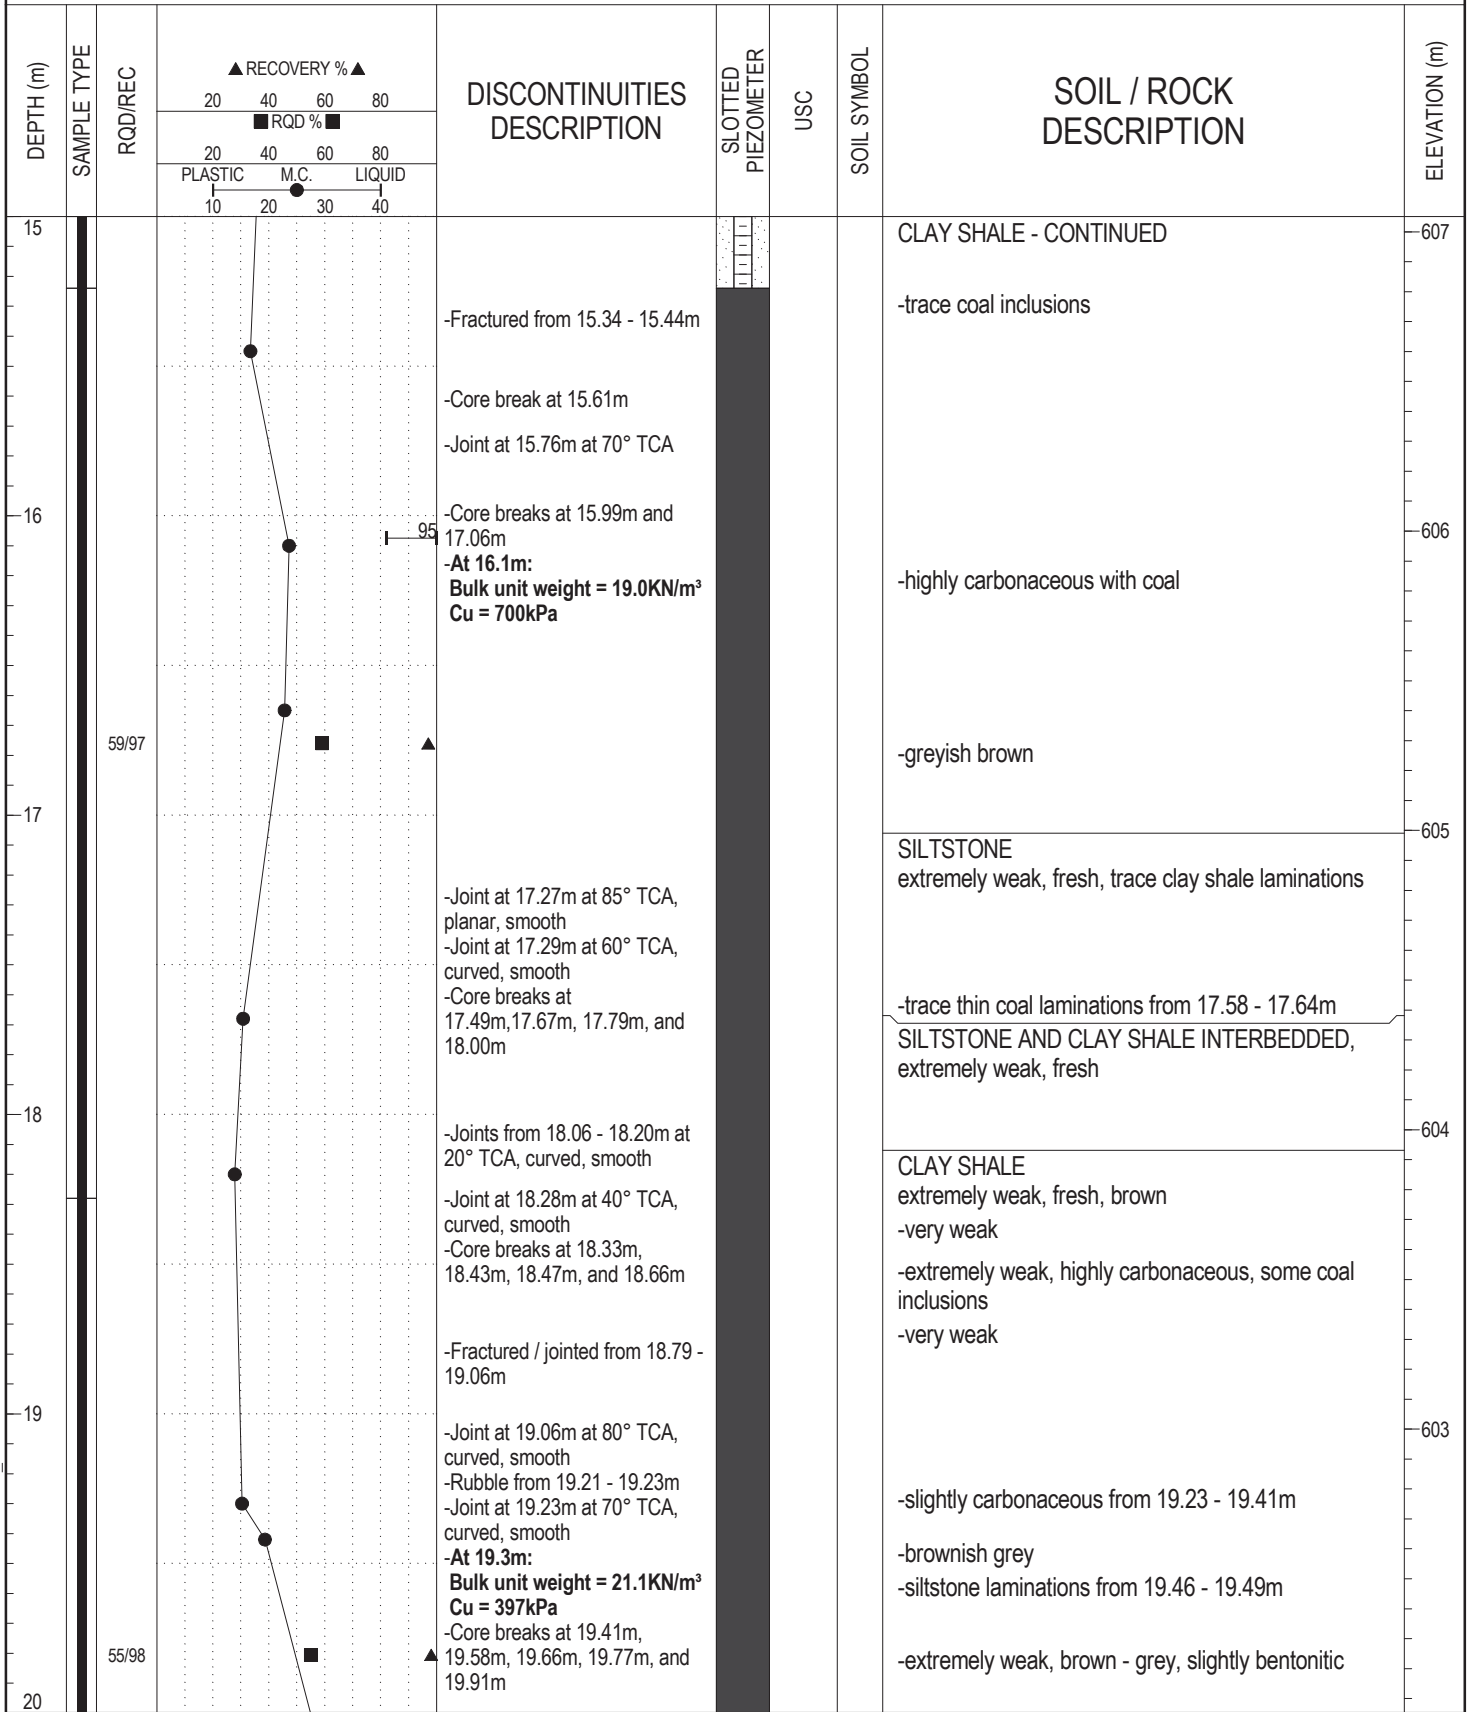 DEPTH (m)
SAMPLE TYPE
RQD/REC
▲ RECOVERY % ▲
20 40 60 80
■ RQD % ■
20 40 60 80
PLASTIC M.C. LIQUID
10 20 30 40
DISCONTINUITIES
DESCRIPTION
SLOTTED
PIEZOMETER
USC
SOIL SYMBOL
SOIL / ROCK
DESCRIPTION
ELEVATION (m)
15
16
17
18
19
20
59/97
55/98
95
-Fractured from 15.34 - 15.44m
-Core break at 15.61m
-Joint at 15.76m at 70° TCA
-Core breaks at 15.99m and
17.06m
-At 16.1m:
Bulk unit weight = 19.0KN/m³
Cu = 700kPa
-Joint at 17.27m at 85° TCA,
planar, smooth
-Joint at 17.29m at 60° TCA,
curved, smooth
-Core breaks at
17.49m,17.67m, 17.79m, and
18.00m
-Joints from 18.06 - 18.20m at
20° TCA, curved, smooth
-Joint at 18.28m at 40° TCA,
curved, smooth
-Core breaks at 18.33m,
18.43m, 18.47m, and 18.66m
-Fractured / jointed from 18.79 -
19.06m
-Joint at 19.06m at 80° TCA,
curved, smooth
-Rubble from 19.21 - 19.23m
-Joint at 19.23m at 70° TCA,
curved, smooth
-At 19.3m:
Bulk unit weight = 21.1KN/m³
Cu = 397kPa
-Core breaks at 19.41m,
19.58m, 19.66m, 19.77m, and
19.91m
CLAY SHALE - CONTINUED
-trace coal inclusions
-highly carbonaceous with coal
-greyish brown
SILTSTONE
extremely weak, fresh, trace clay shale laminations
-trace thin coal laminations from 17.58 - 17.64m
SILTSTONE AND CLAY SHALE INTERBEDDED,
extremely weak, fresh
CLAY SHALE
extremely weak, fresh, brown
-very weak
-extremely weak, highly carbonaceous, some coal
inclusions
-very weak
-slightly carbonaceous from 19.23 - 19.41m
-brownish grey
-siltstone laminations from 19.46 - 19.49m
-extremely weak, brown - grey, slightly bentonitic
607
606
605
604
603